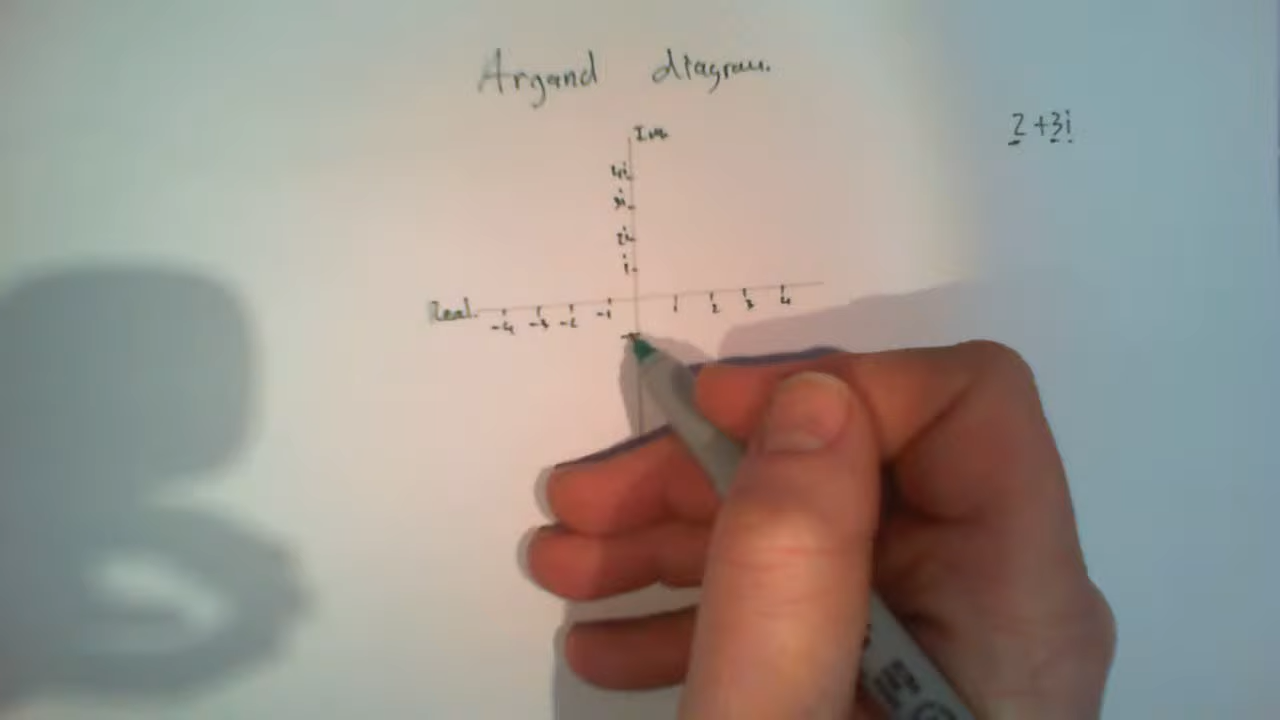 Argand diagram.
2+3i
Im
4i
3i
2i
i
Real.
-4 -3 -2 -1 1 2 3 4